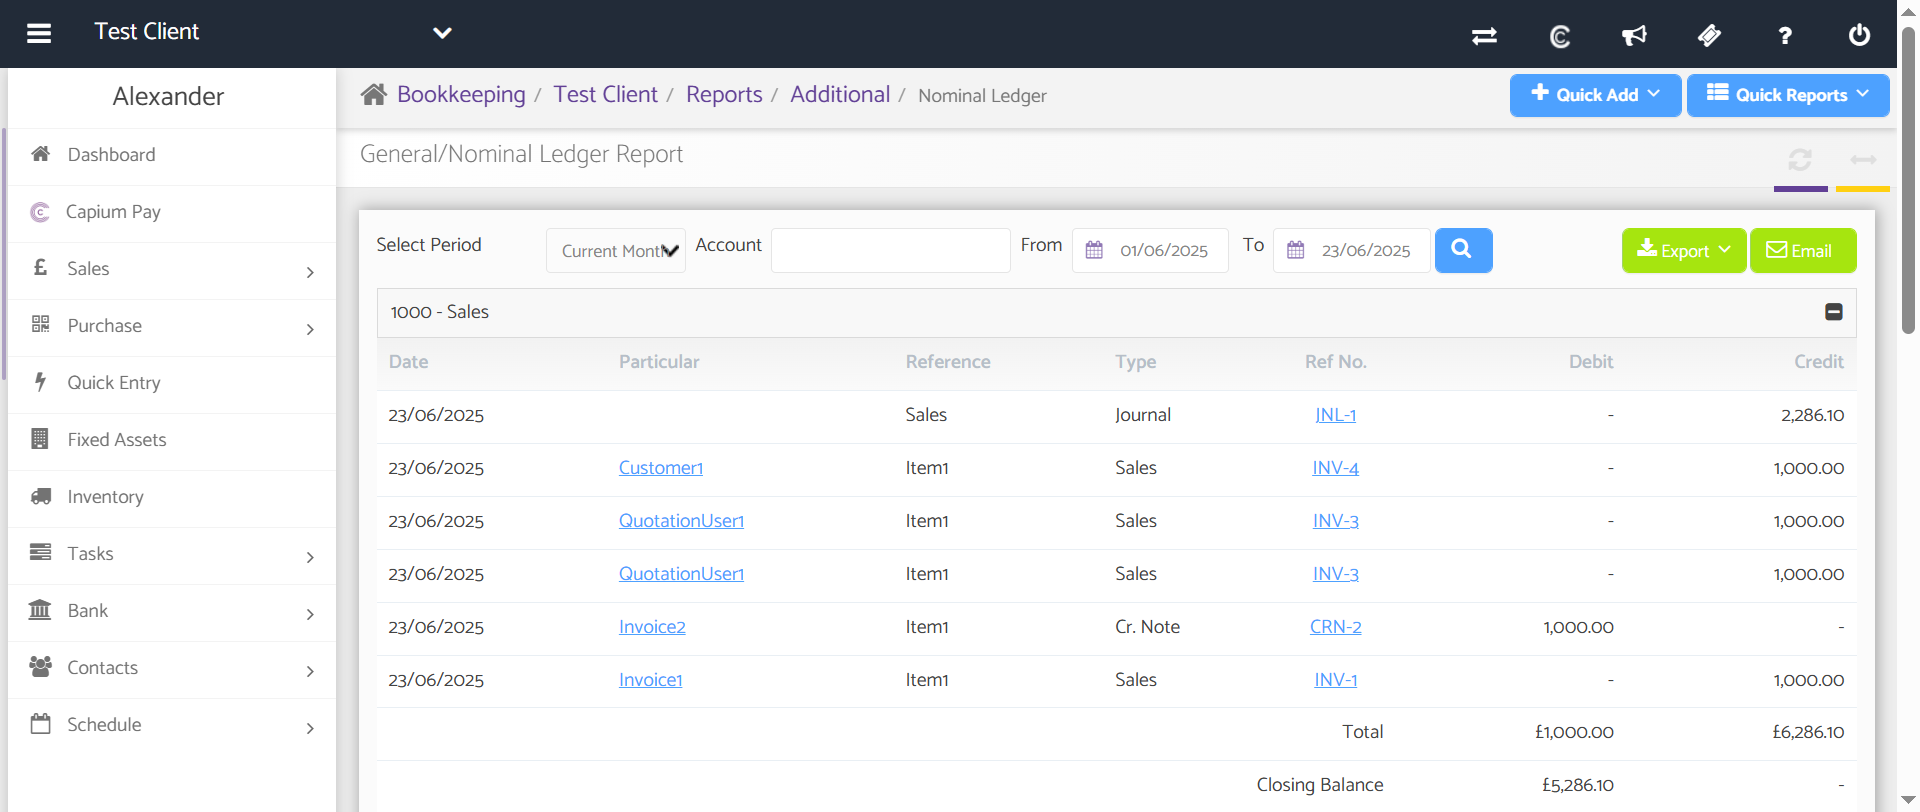 Test Client
Alexander
Bookkeeping / Test Client / Reports / Additional / Nominal Ledger
Quick Add
Quick Reports
General/Nominal Ledger Report
Dashboard
Capium Pay
Sales
Purchase
Quick Entry
Fixed Assets
Inventory
Tasks
Bank
Contacts
Schedule
Select Period Current Month Account From 01/06/2025 To 23/06/2025 Export Email
1000 - Sales
Date Particular Reference Type Ref No. Debit Credit
23/06/2025 Sales Journal JNL-1 - 2,286.10
23/06/2025 Customer1 Item1 Sales INV-4 - 1,000.00
23/06/2025 QuotationUser1 Item1 Sales INV-3 - 1,000.00
23/06/2025 QuotationUser1 Item1 Sales INV-3 - 1,000.00
23/06/2025 Invoice2 Item1 Cr. Note CRN-2 1,000.00 -
23/06/2025 Invoice1 Item1 Sales INV-1 - 1,000.00
Total £1,000.00 £6,286.10
Closing Balance £5,286.10 -